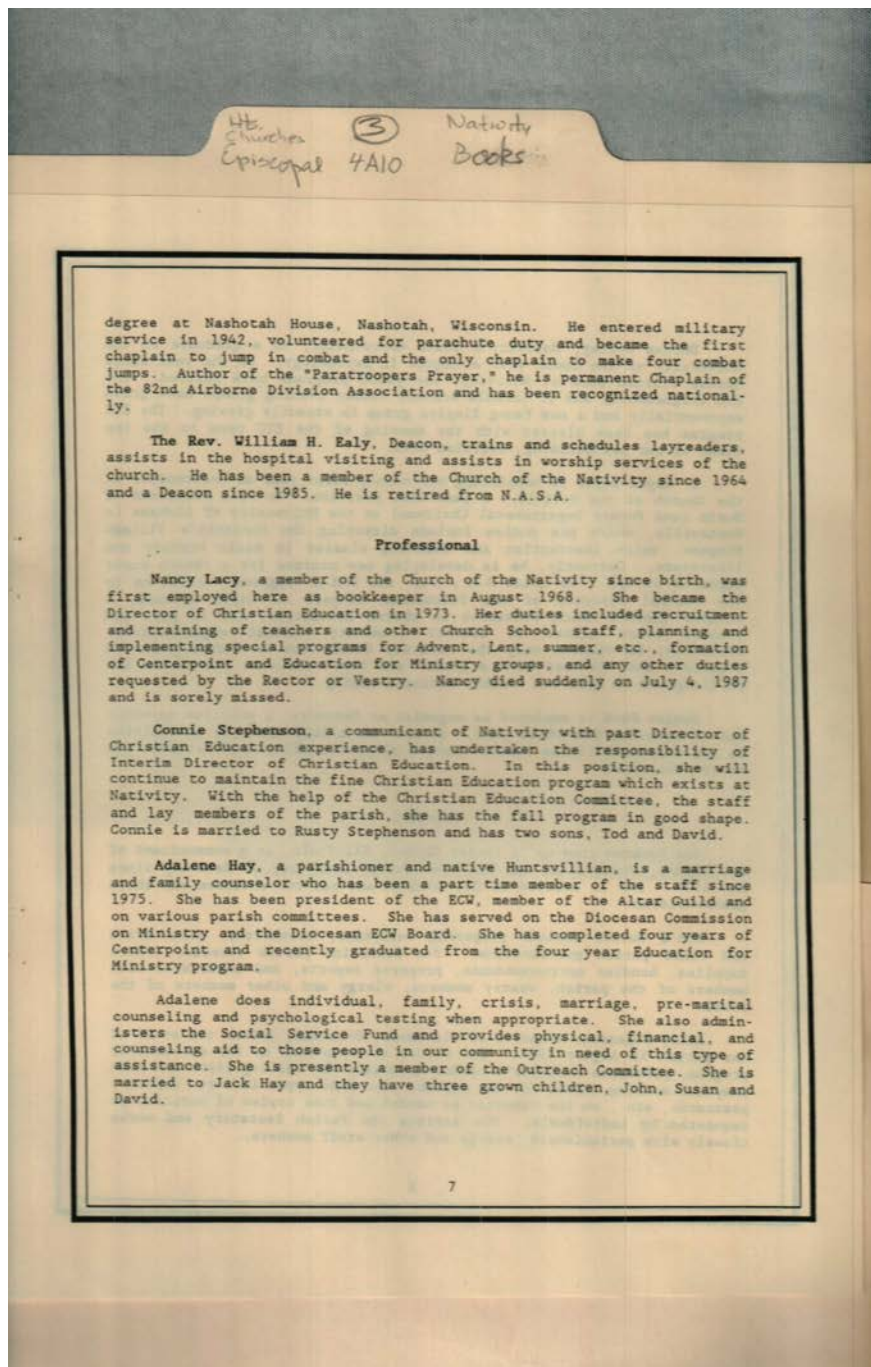 Ht. ③ Nativity
Churches
Episcopal 4A10 Books
degree at Nashotah House, Nashotah, Wisconsin. He entered military
service in 1942, volunteered for parachute duty and became the first
chaplain to jump in combat and the only chaplain to make four combat
jumps. Author of the "Paratroopers Prayer," he is permanent Chaplain of
the 82nd Airborne Division Association and has been recognized national-
ly.
The Rev. William H. Ealy, Deacon, trains and schedules layreaders,
assists in the hospital visiting and assists in worship services of the
church. He has been a member of the Church of the Nativity since 1964
and a Deacon since 1985. He is retired from N.A.S.A.
Professional
Nancy Lacy, a member of the Church of the Nativity since birth, was
first employed here as bookkeeper in August 1968. She became the
Director of Christian Education in 1973. Her duties included recruitment
and training of teachers and other Church School staff, planning and
implementing special programs for Advent, Lent, summer, etc., formation
of Centerpoint and Education for Ministry groups, and any other duties
requested by the Rector or Vestry. Nancy died suddenly on July 4, 1987
and is sorely missed.
Connie Stephenson, a communicant of Nativity with past Director of
Christian Education experience, has undertaken the responsibility of
Interim Director of Christian Education. In this position, she will
continue to maintain the fine Christian Education program which exists at
Nativity. With the help of the Christian Education Committee, the staff
and lay members of the parish, she has the fall program in good shape.
Connie is married to Rusty Stephenson and has two sons, Tod and David.
Adalene Hay, a parishioner and native Huntsvillian, is a marriage
and family counselor who has been a part time member of the staff since
1975. She has been president of the ECW, member of the Altar Guild and
on various parish committees. She has served on the Diocesan Commission
on Ministry and the Diocesan ECW Board. She has completed four years of
Centerpoint and recently graduated from the four year Education for
Ministry program.
Adalene does individual, family, crisis, marriage, pre-marital
counseling and psychological testing when appropriate. She also admin-
isters the Social Service Fund and provides physical, financial, and
counseling aid to those people in our community in need of this type of
assistance. She is presently a member of the Outreach Committee. She is
married to Jack Hay and they have three grown children, John, Susan and
David.
7